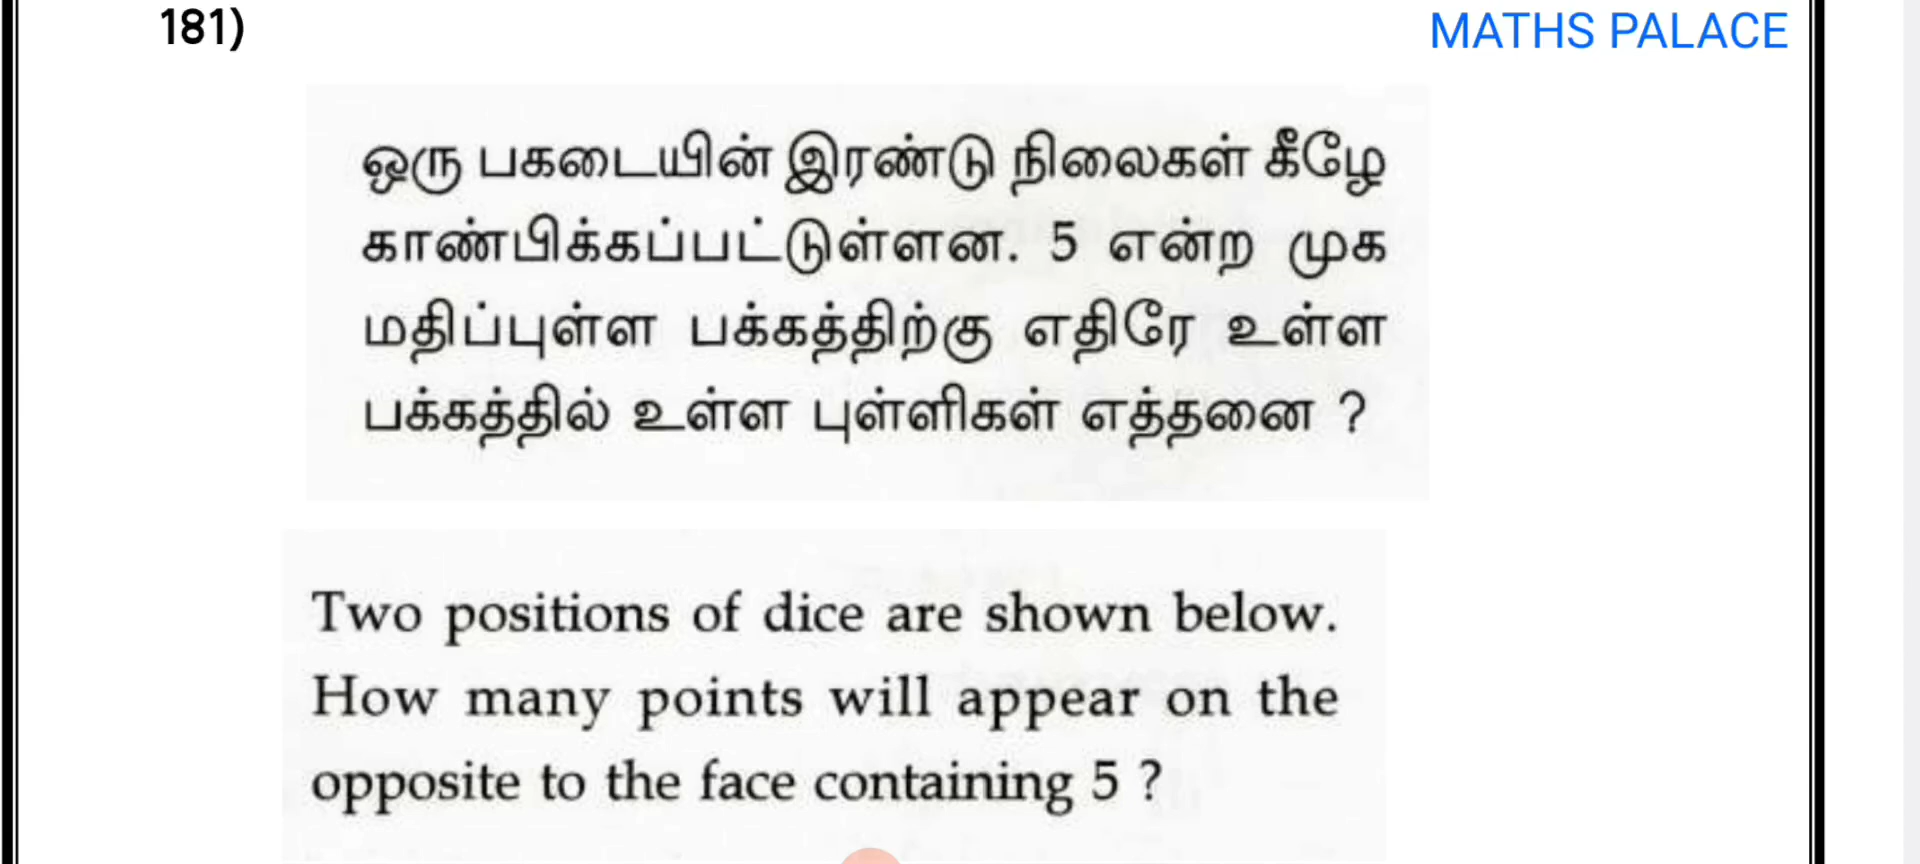 181)
MATHS PALACE
ஒரு பகடையின் இரண்டு நிலைகள் கீழே
காண்பிக்கப்பட்டுள்ளன. 5 என்ற முக
மதிப்புள்ள பக்கத்திற்கு எதிரே உள்ள
பக்கத்தில் உள்ள புள்ளிகள் எத்தனை ?
Two positions of dice are shown below.
How many points will appear on the
opposite to the face containing 5 ?